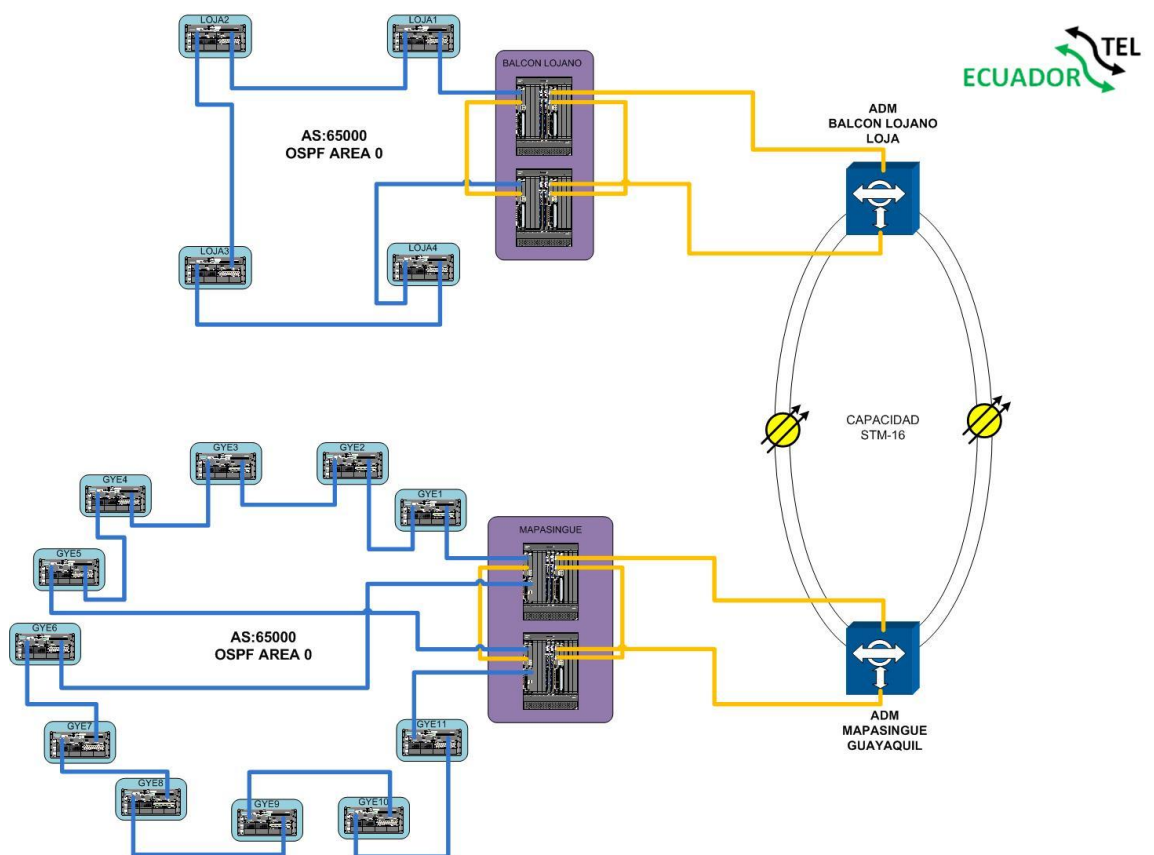 LOJA2
LOJA1
BALCON LOJANO
TEL
ECUADOR
ADM
BALCON LOJANO
LOJA
AS:65000
OSPF AREA 0
LOJA3
LOJA4
CAPACIDAD
STM-16
GYE3
GYE2
GYE4
GYE1
MAPASINGUE
GYE5
GYE6
AS:65000
OSPF AREA 0
GYE7
GYE11
ADM
MAPASINGUE
GUAYAQUIL
GYE8
GYE9
GYE10